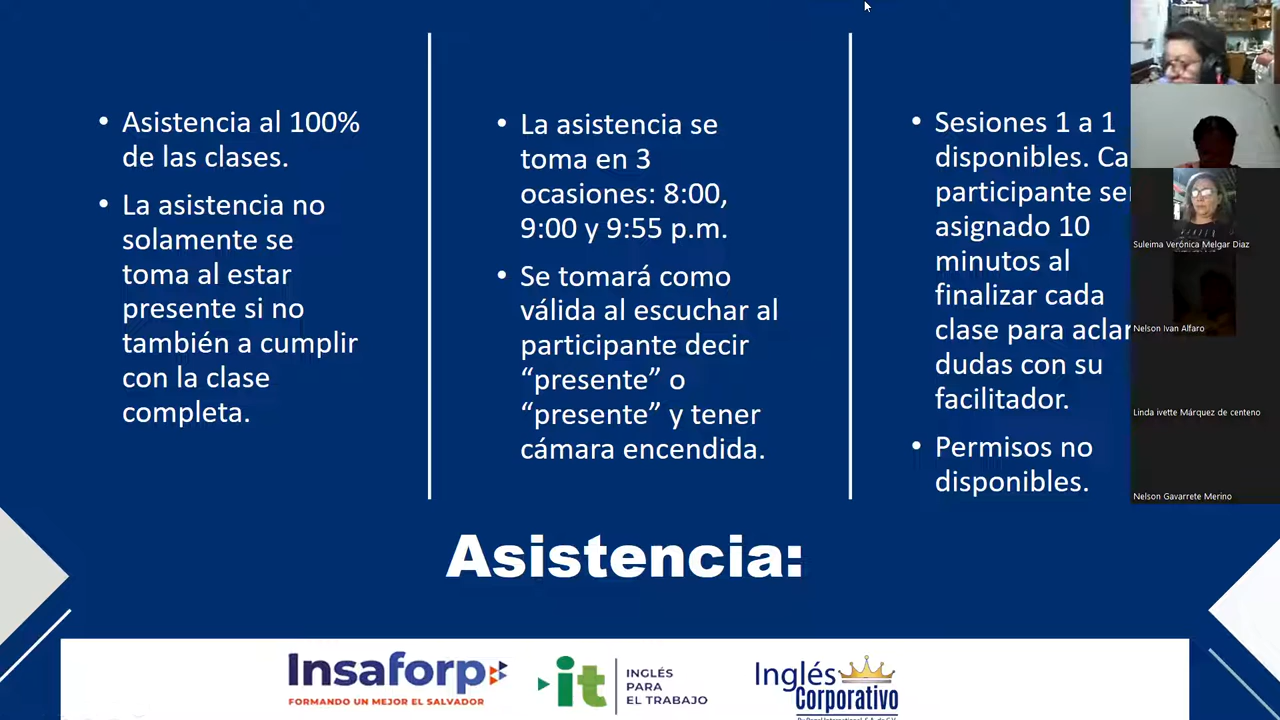 • Asistencia al 100%
de las clases.
• La asistencia no
solamente se
toma al estar
presente si no
también a cumplir
con la clase
completa.
• La asistencia se
toma en 3
ocasiones: 8:00,
9:00 y 9:55 p.m.
• Se tomará como
válida al escuchar al
participante decir
“presente” o
“presente” y tener
cámara encendida.
• Sesiones 1 a 1
disponibles. Ca
participante se
asignado 10
minutos al
finalizar cada
clase para aclar
dudas con su
facilitador.
• Permisos no
disponibles.
Suleima Verónica Melgar Diaz
Nelson Ivan Alfaro
Linda ivette Márquez de centeno
Nelson Gavarrete Merino
Asistencia:
Insaforp
FORMANDO UN MEJOR EL SALVADOR
it
INGLÉS
PARA
EL TRABAJO
Inglés
Corporativo